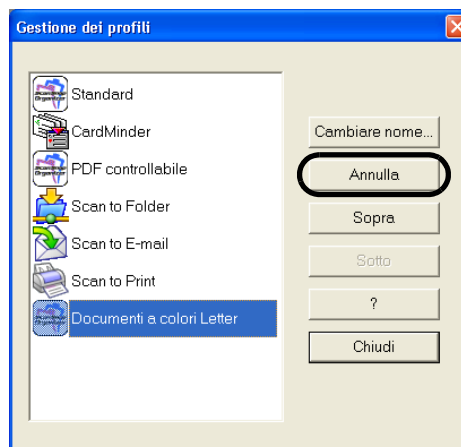 Gestione dei profili
Standard
CardMinder
PDF controllabile
Scan to Folder
Scan to E-mail
Scan to Print
Documenti a colori Letter
Cambiare nome...
Annulla
Sopra
Sotto
?
Chiudi